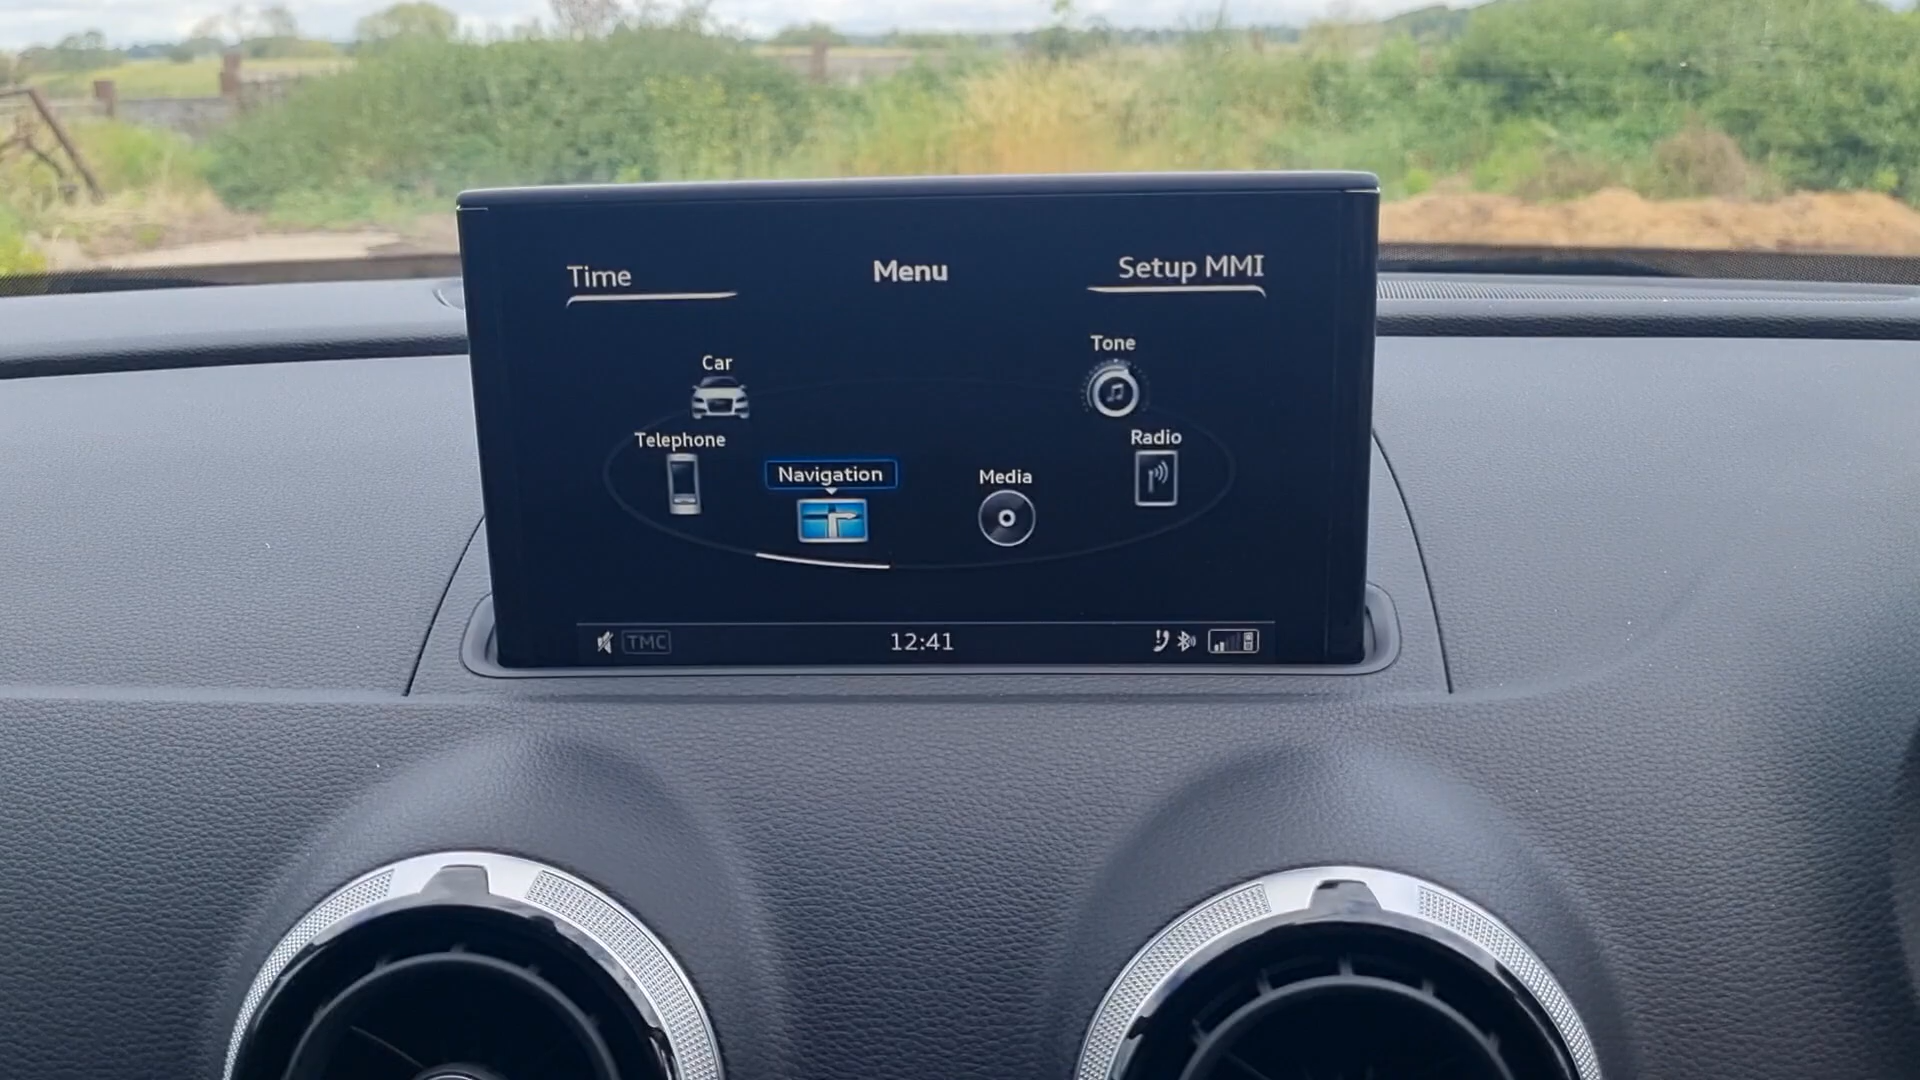 Time
Menu
Setup MMI
Car
Tone
Telephone
Radio
Navigation
Media
TMC
12:41